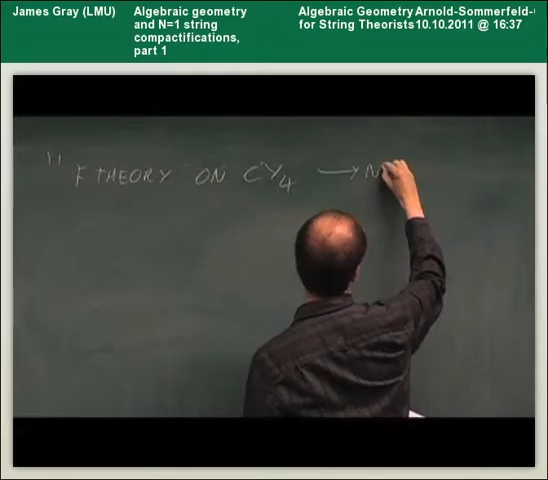 James Gray (LMU)
Algebraic geometry
and N=1 string
compactifications,
part 1
Algebraic Geometry
for String Theorists
Arnold-Sommerfeld-
10.10.2011 @ 16:37
" F THEORY ON CY4 → N